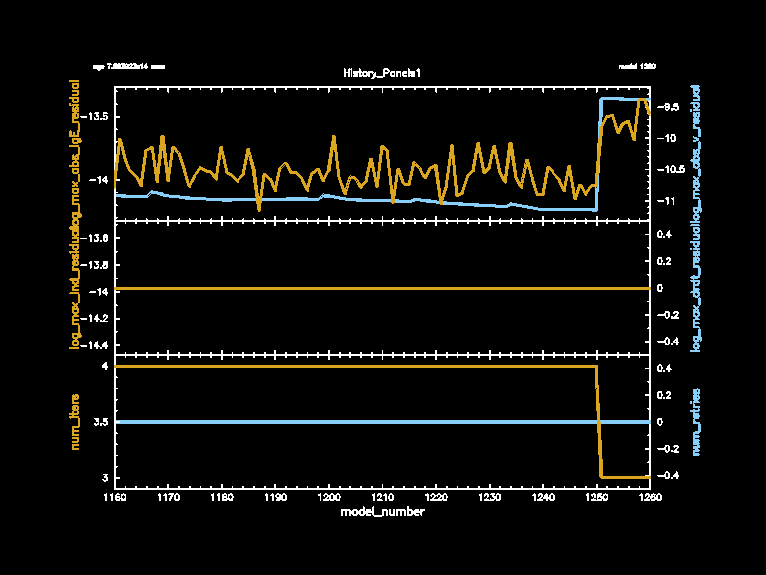 History_Panels1
model 1260
log_max_abs_lgE_residual
-13.5
-14
-9.5
-10
-10.5
-11
log_max_abs_v_residual
log_max_lnd_residual
-13.6
-13.8
-14
-14.2
-14.4
0.4
0.2
0
-0.2
-0.4
log_max_drdt_residual
num_iters
4
3.5
3
0.4
0.2
0
-0.2
-0.4
num_retries
1160 1170 1180 1190 1200 1210 1220 1230 1240 1250 1260
model_number